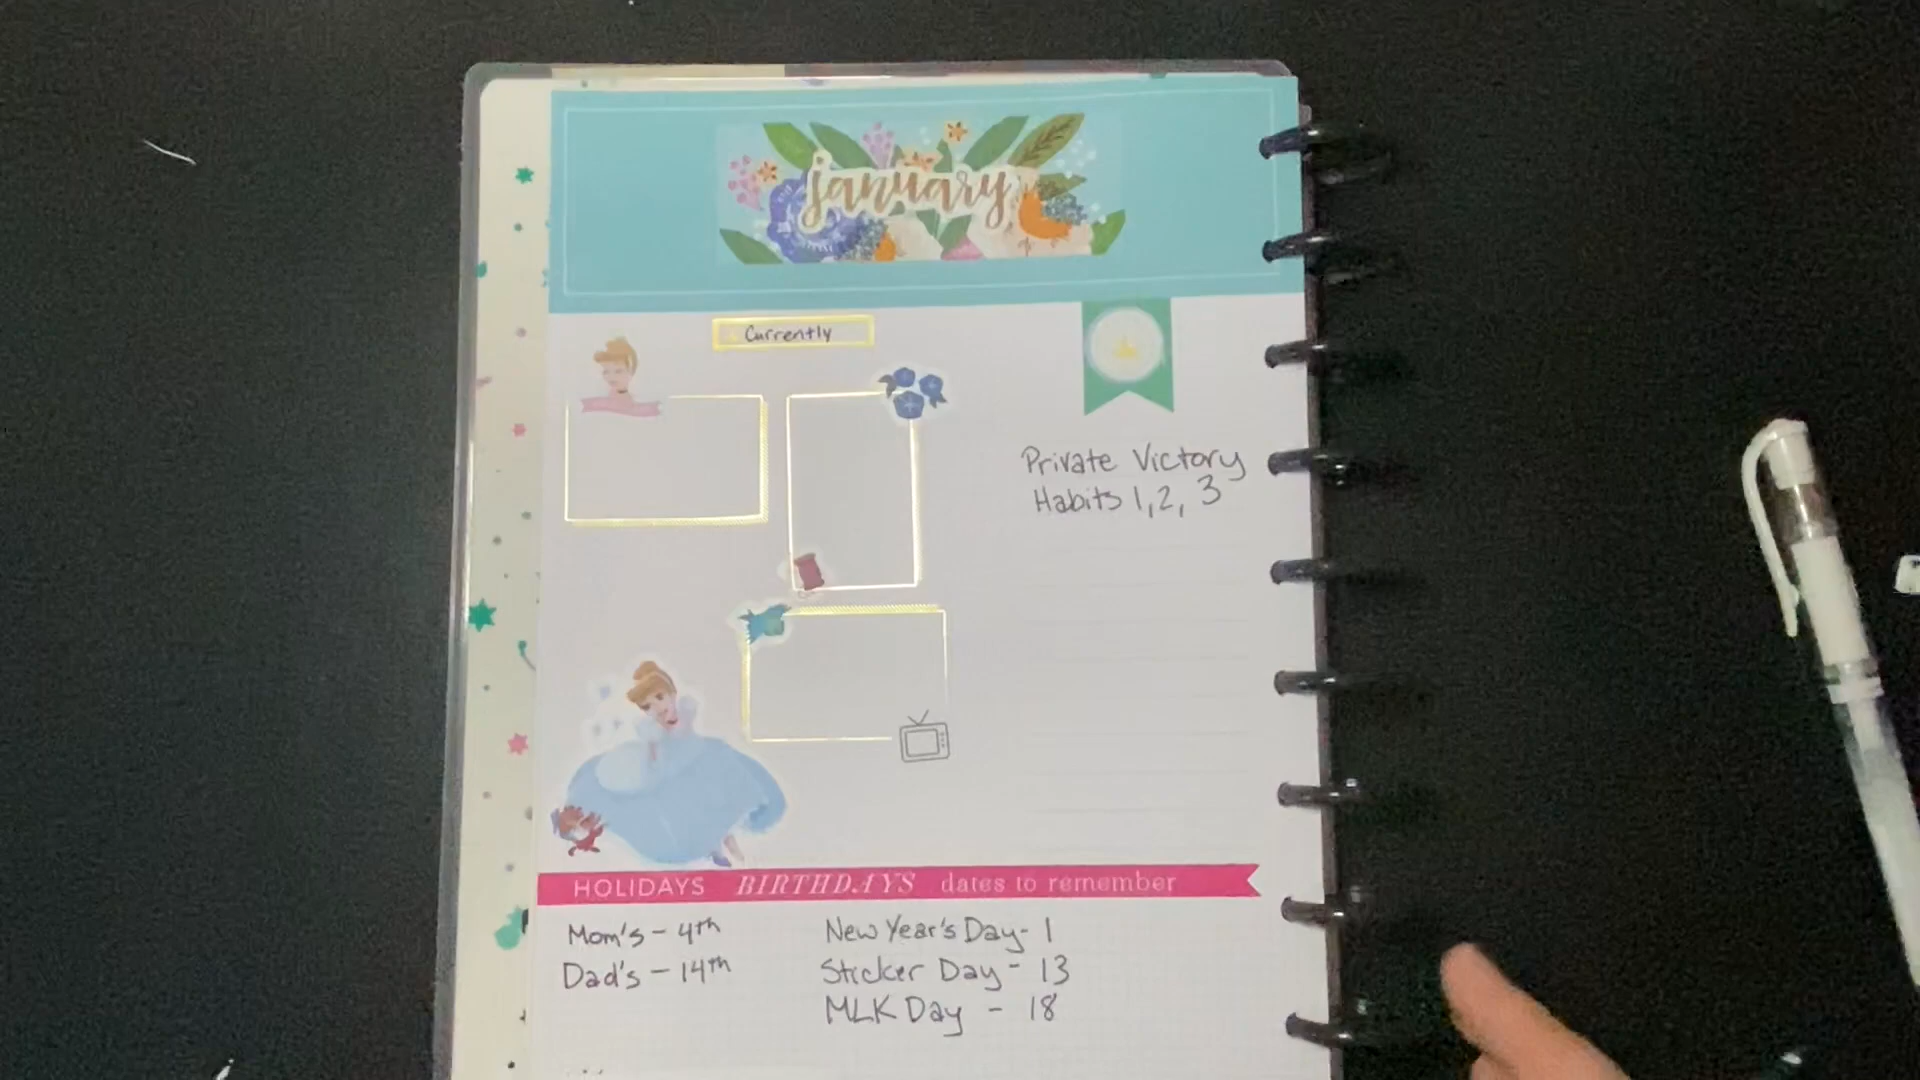 january
Currently
Private Victory
Habits 1, 2, 3
HOLIDAYS BIRTHDAYS dates to remember
Mom's - 4th
Dad's - 14th
New Year's Day - 1
Sticker Day - 13
MLK Day - 18